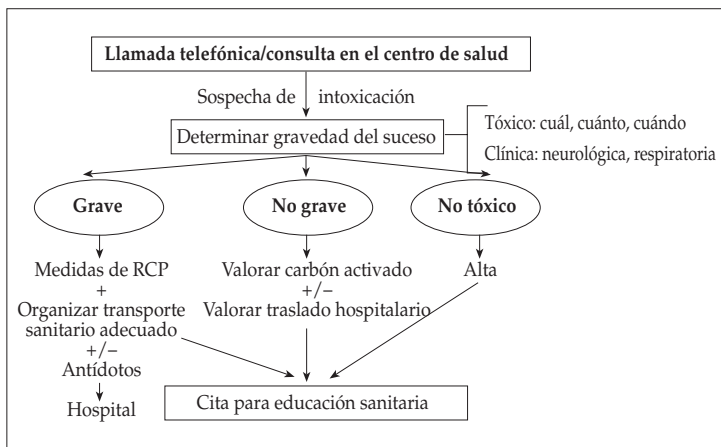 Llamada telefónica/consulta en el centro de salud
Sospecha de intoxicación
Determinar gravedad del suceso
Tóxico: cuál, cuánto, cuándo
Clínica: neurológica, respiratoria
Grave
No grave
No tóxico
Medidas de RCP
+
Organizar transporte
sanitario adecuado
+/−
Antídotos
Hospital
Valorar carbón activado
+/−
Valorar traslado hospitalario
Alta
Cita para educación sanitaria